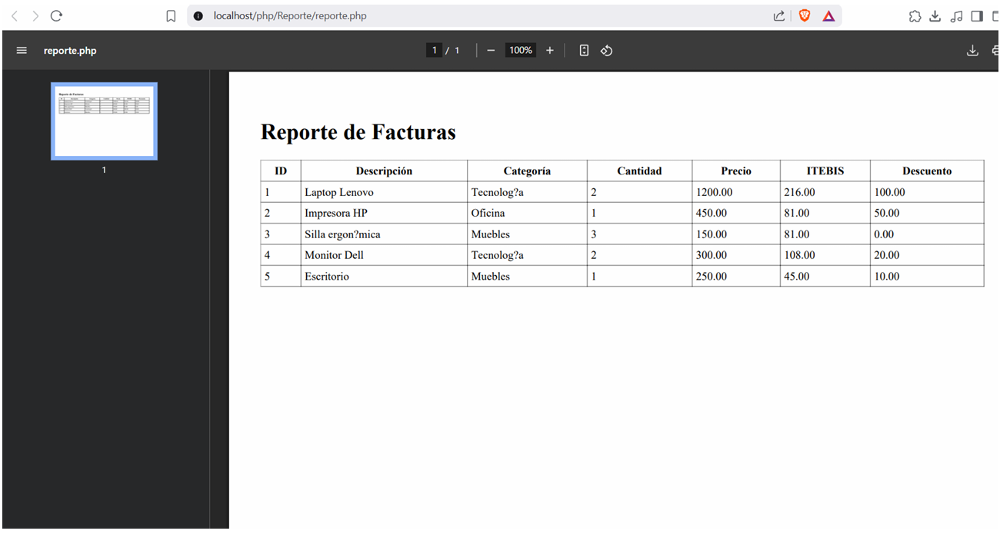 localhost/php/Reporte/reporte.php
reporte.php
1 / 1
100%
1
Reporte de Facturas
ID Descripción Categoría Cantidad Precio ITEBIS Descuento
1 Laptop Lenovo Tecnolog?a 2 1200.00 216.00 100.00
2 Impresora HP Oficina 1 450.00 81.00 50.00
3 Silla ergon?mica Muebles 3 150.00 81.00 0.00
4 Monitor Dell Tecnolog?a 2 300.00 108.00 20.00
5 Escritorio Muebles 1 250.00 45.00 10.00